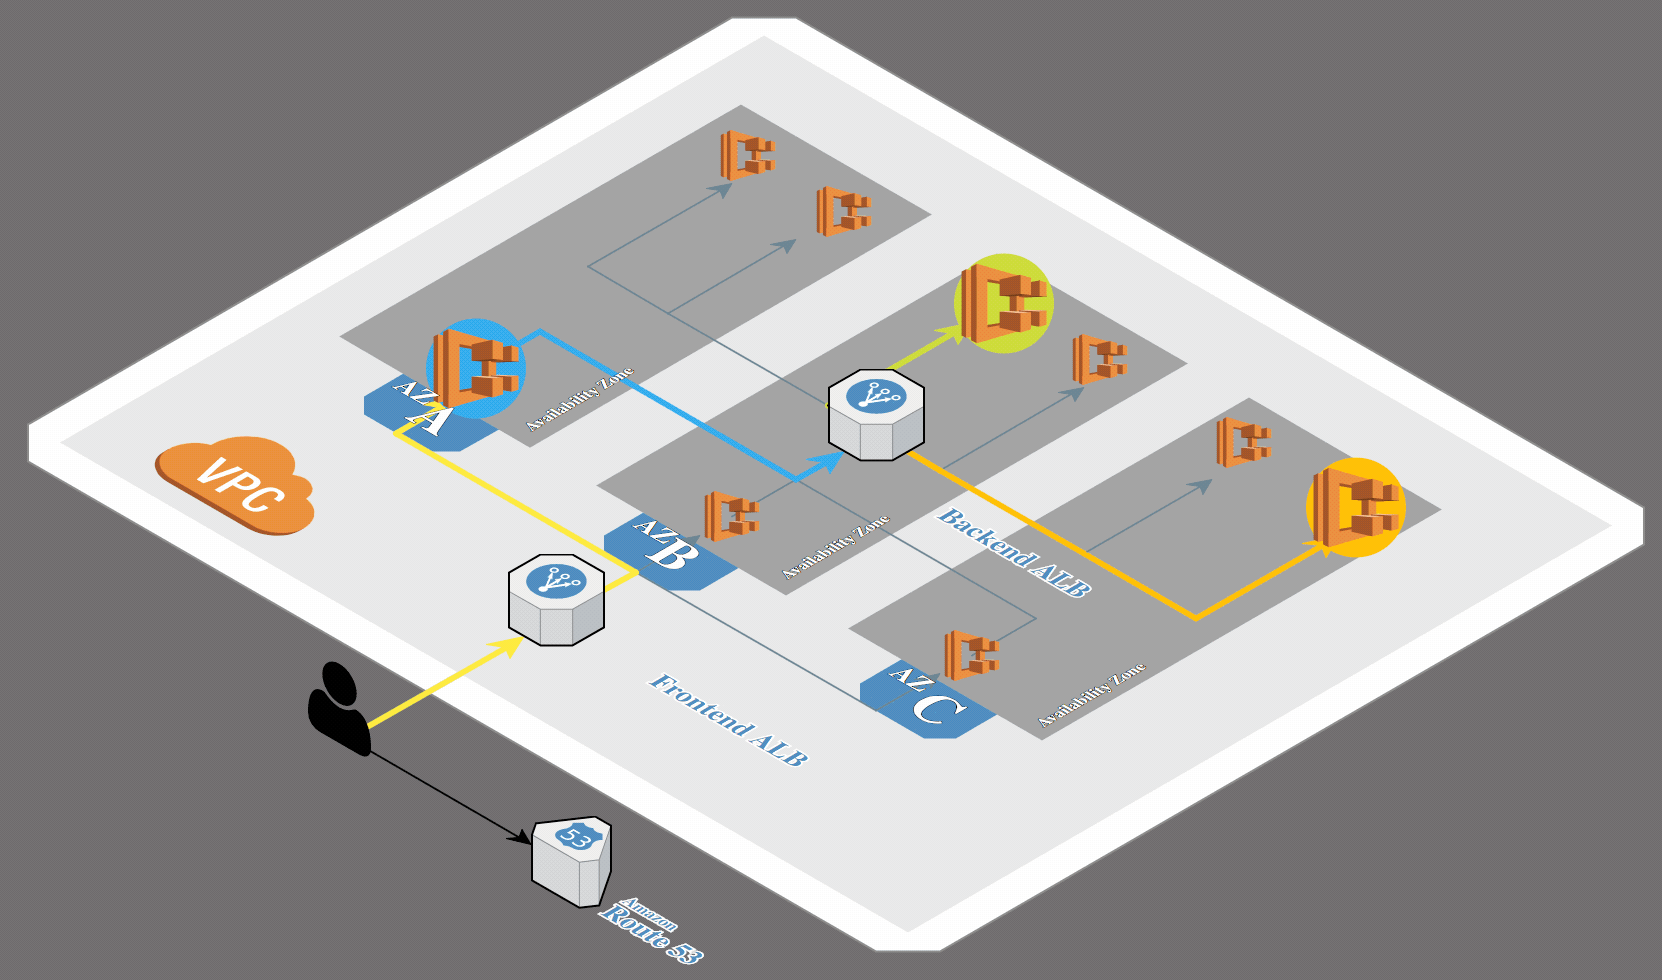 AZ
A
Availability Zone
VPC
AZ
B
Availability Zone
Backend ALB
AZ
C
Availability Zone
Frontend ALB
53
Amazon
Route 53